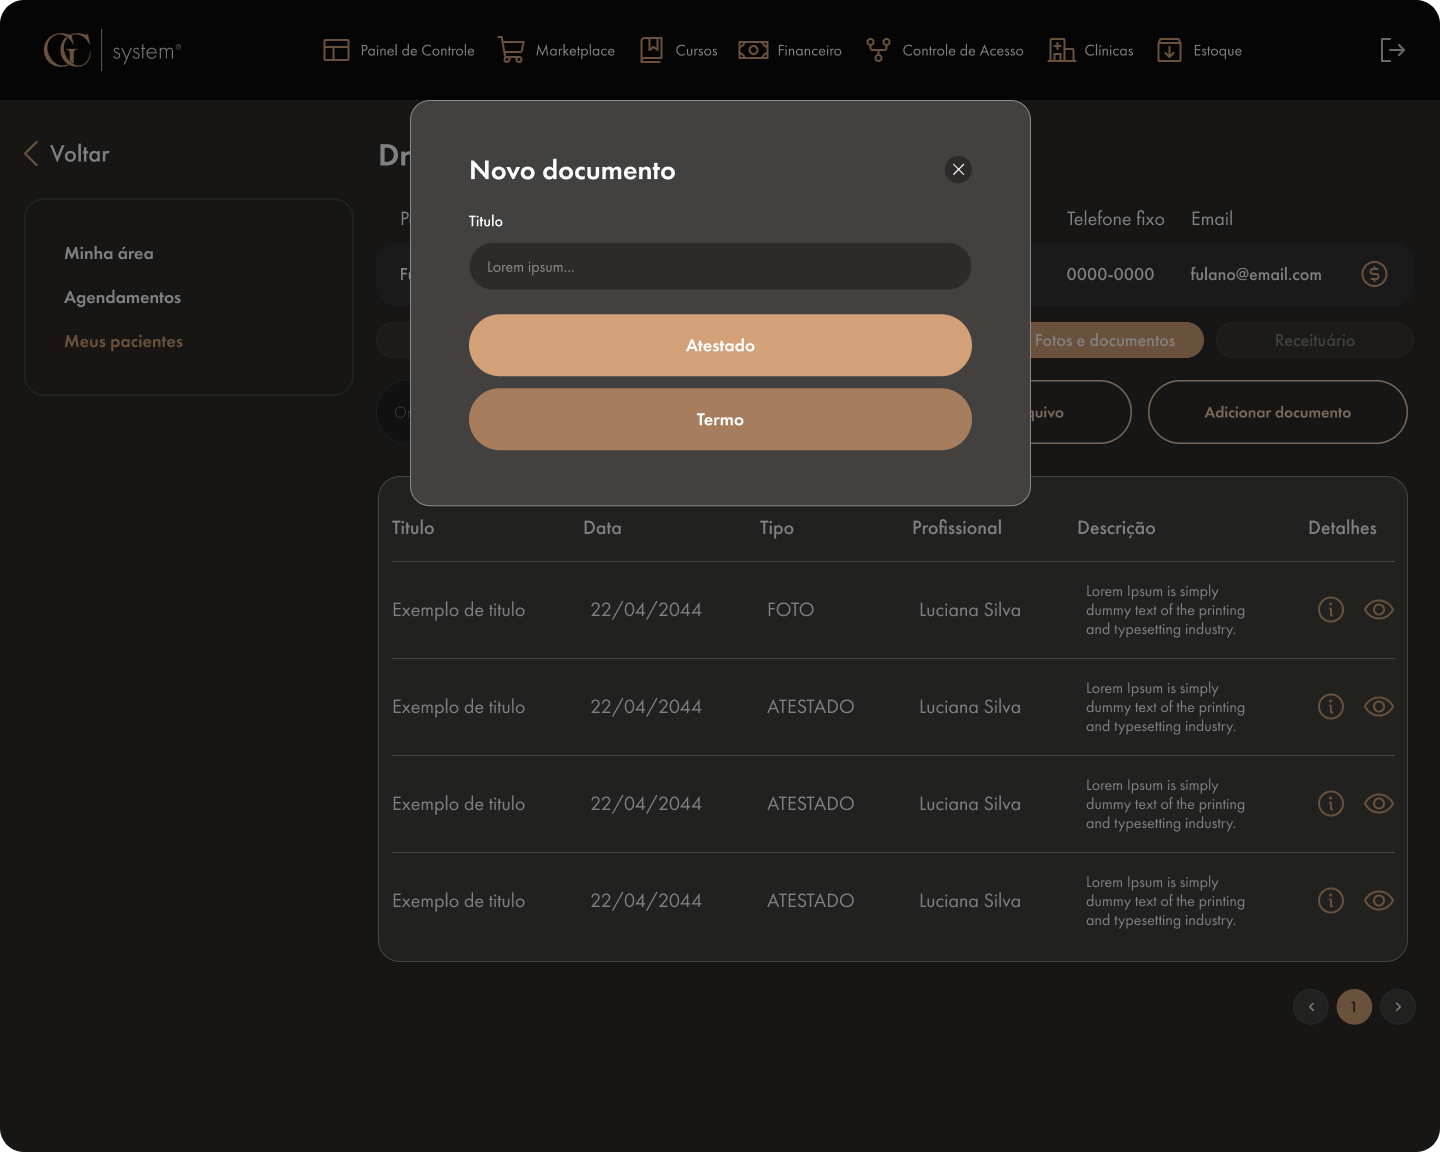 GC system®
Painel de Controle
Marketplace
Cursos
Financeiro
Controle de Acesso
Clínicas
Estoque
Voltar
Minha área
Agendamentos
Meus pacientes
Dr
Novo documento
Titulo
Lorem ipsum...
Atestado
Termo
Telefone fixo
Email
0000-0000
fulano@email.com
Fotos e documentos
Receituário
quivo
Adicionar documento
Titulo Data Tipo Profissional Descrição Detalhes
Exemplo de titulo 22/04/2044 FOTO Luciana Silva
Lorem Ipsum is simply
dummy text of the printing
and typesetting industry.
Exemplo de titulo 22/04/2044 ATESTADO Luciana Silva
Lorem Ipsum is simply
dummy text of the printing
and typesetting industry.
Exemplo de titulo 22/04/2044 ATESTADO Luciana Silva
Lorem Ipsum is simply
dummy text of the printing
and typesetting industry.
Exemplo de titulo 22/04/2044 ATESTADO Luciana Silva
Lorem Ipsum is simply
dummy text of the printing
and typesetting industry.
1